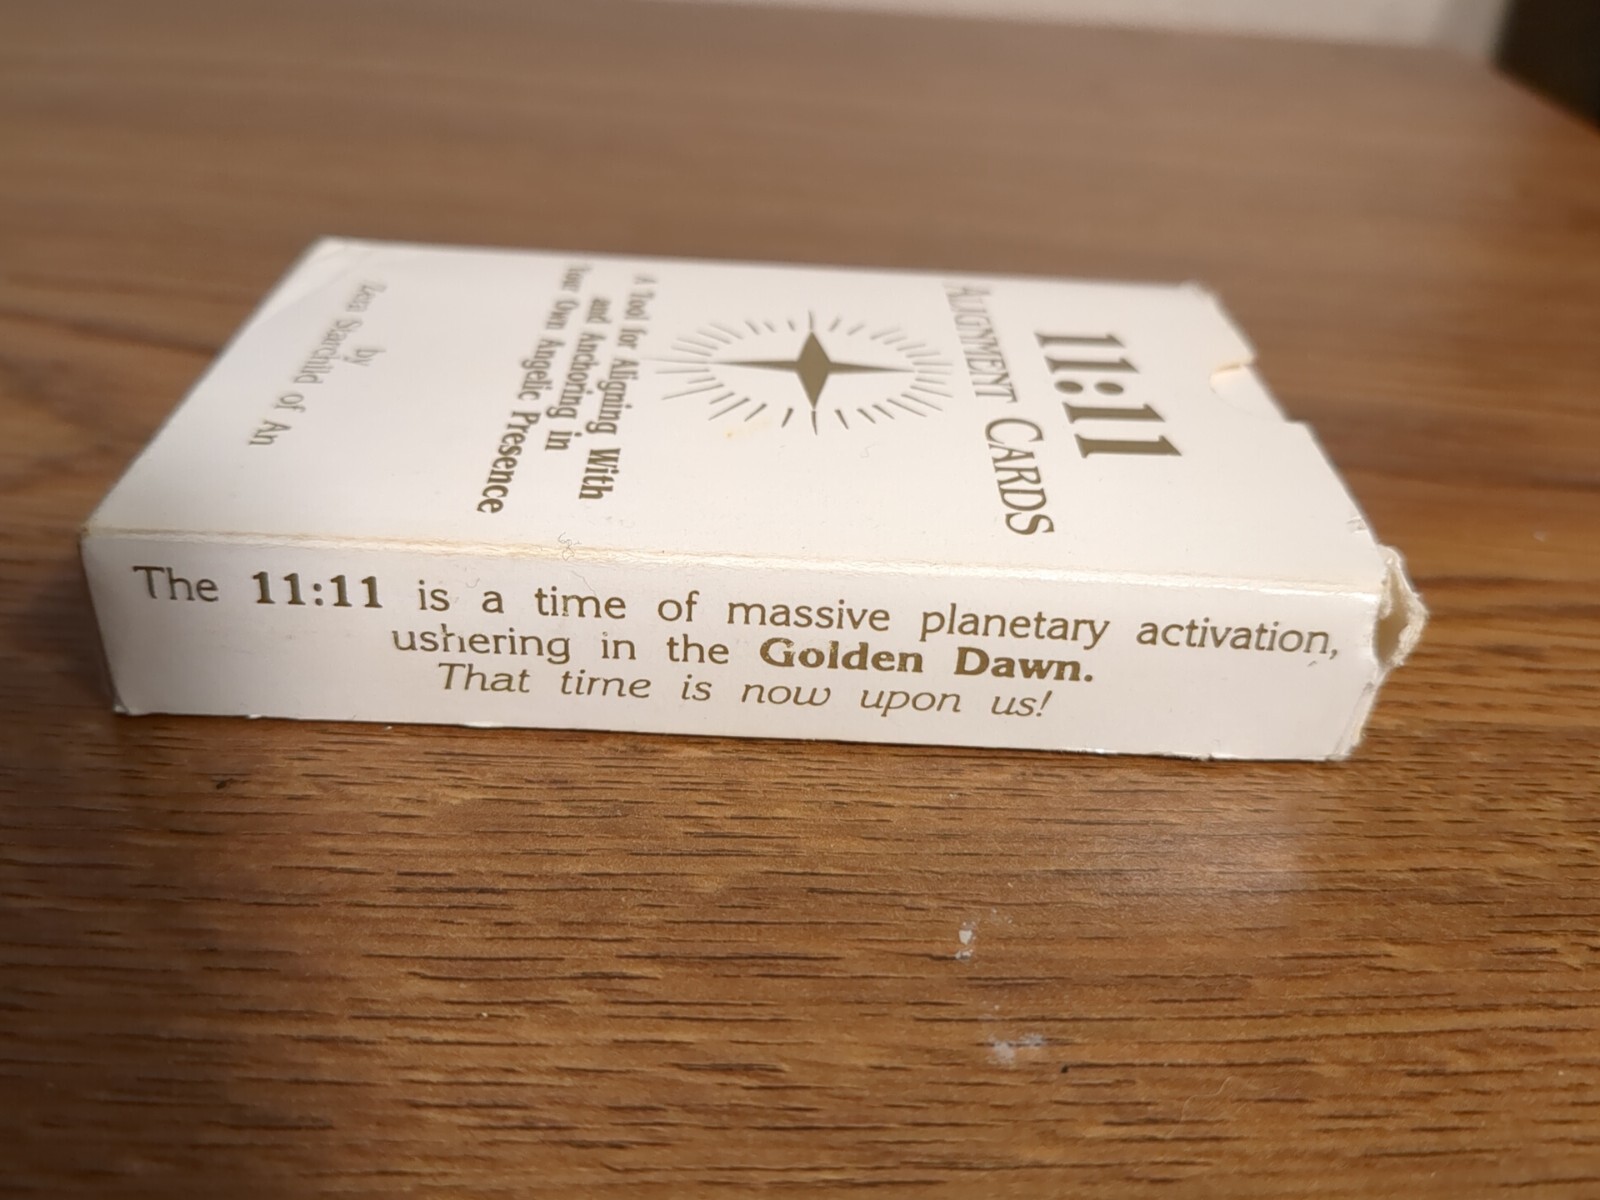 11:11
ALIGNMENT CARDS
A Tool for Aligning With
and Anchoring in
Your Own Angelic Presence
by
Zera Starchild of An
The 11:11 is a time of massive planetary activation,
ushering in the Golden Dawn.
That time is now upon us!